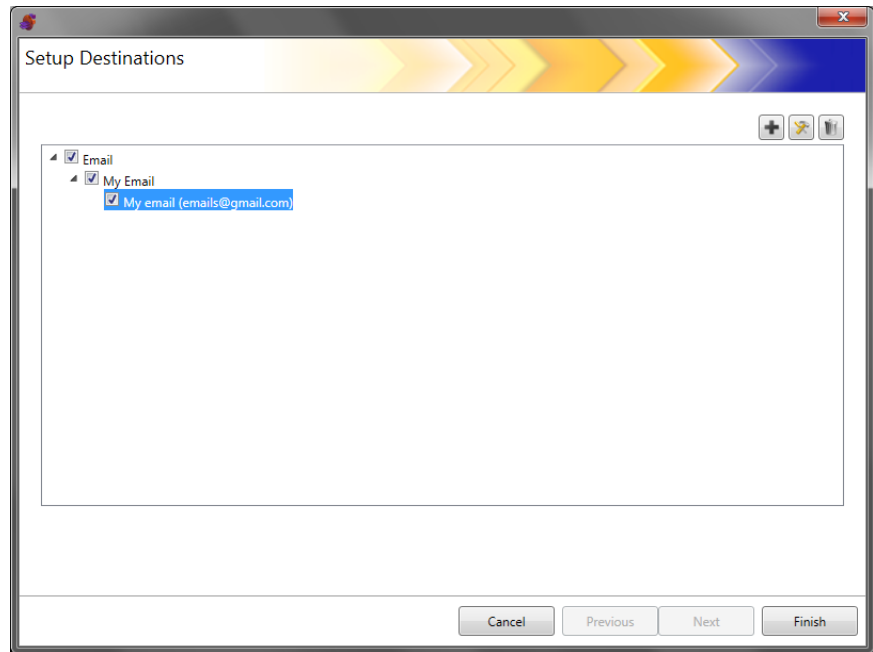 Setup Destinations
Email
My Email
My email (emails@gmail.com)
Cancel Previous Next Finish